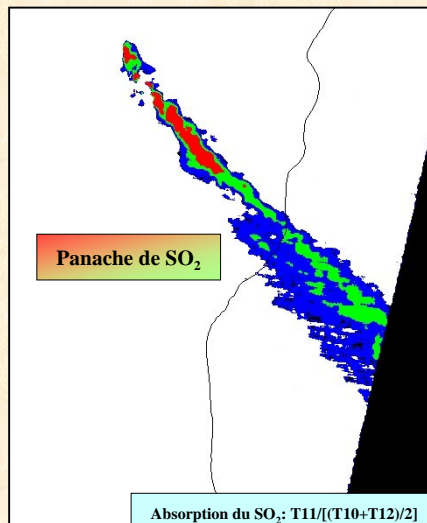 Panache de SO₂
Absorption du SO₂: T11/[(T10+T12)/2]